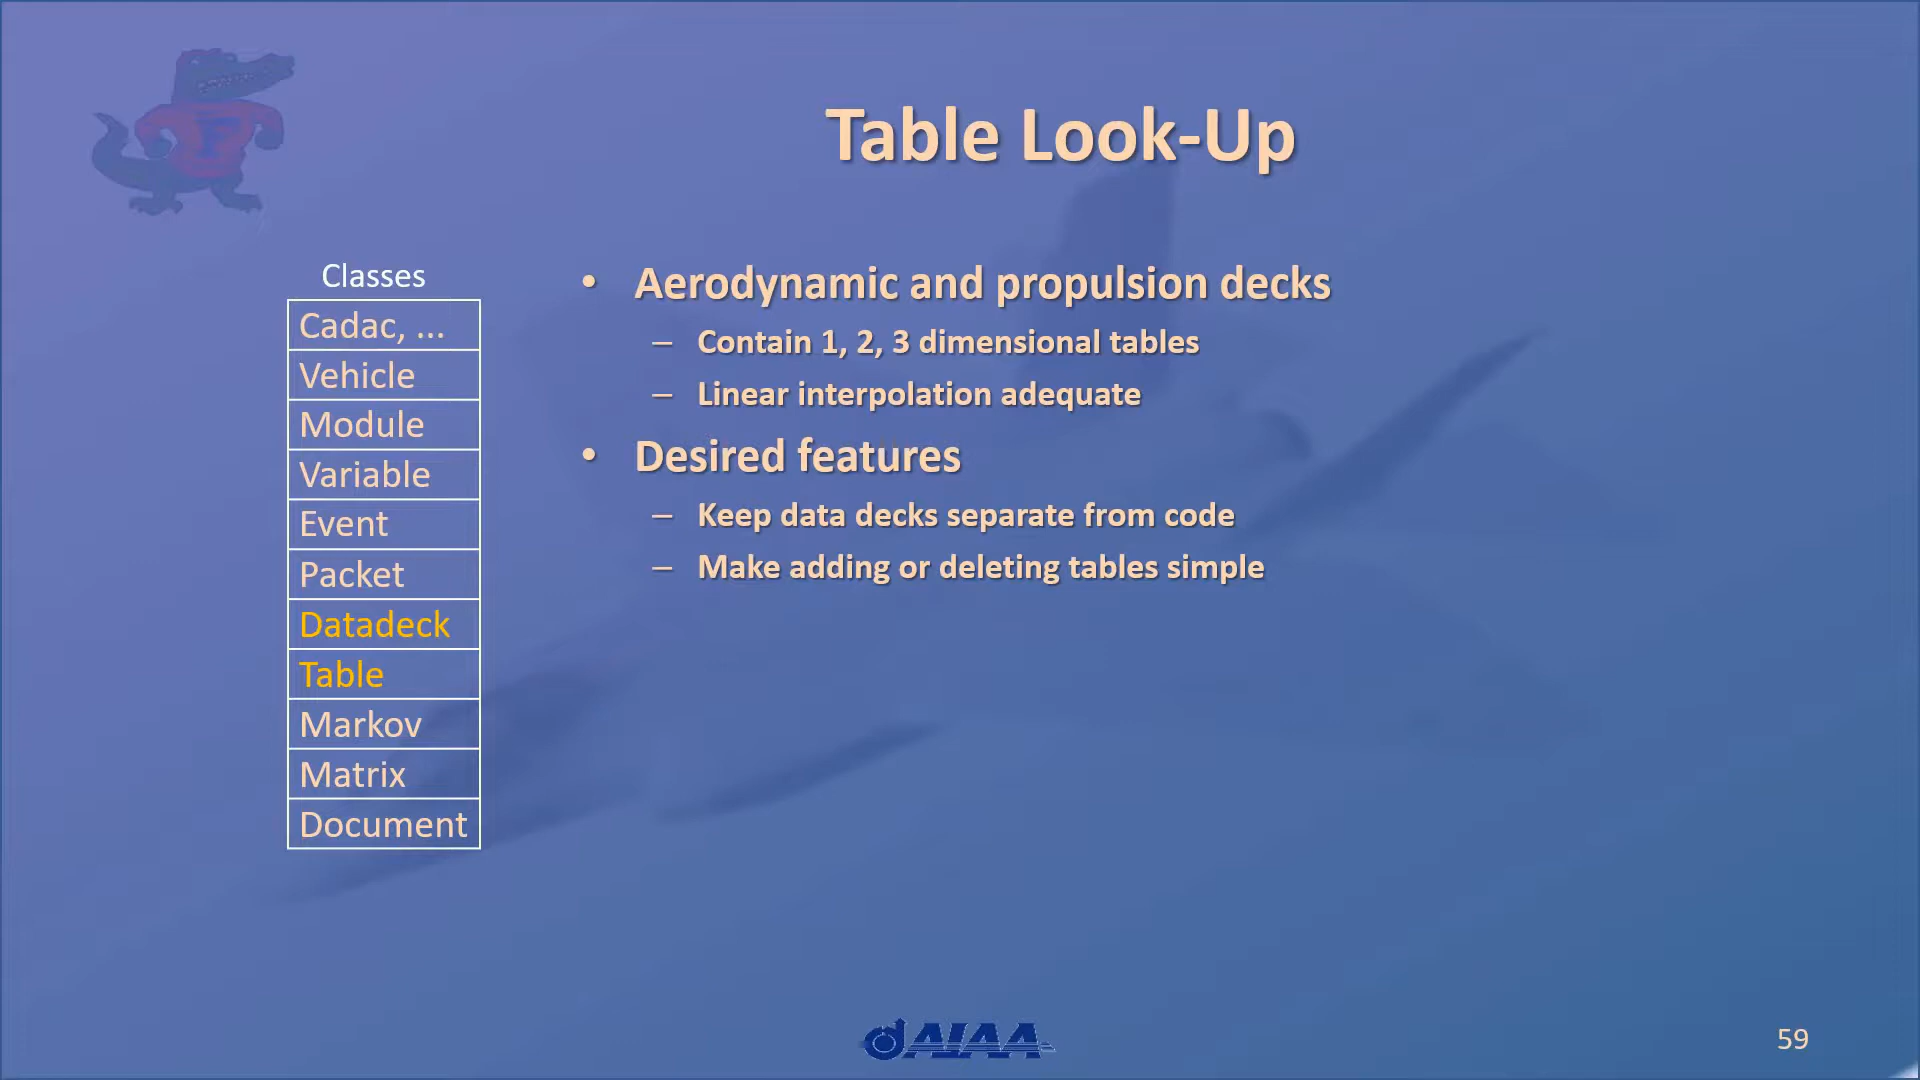 Table Look-Up
Classes
Cadac, ...
Vehicle
Module
Variable
Event
Packet
Datadeck
Table
Markov
Matrix
Document
• Aerodynamic and propulsion decks
– Contain 1, 2, 3 dimensional tables
– Linear interpolation adequate
• Desired features
– Keep data decks separate from code
– Make adding or deleting tables simple
F
AIAA
59